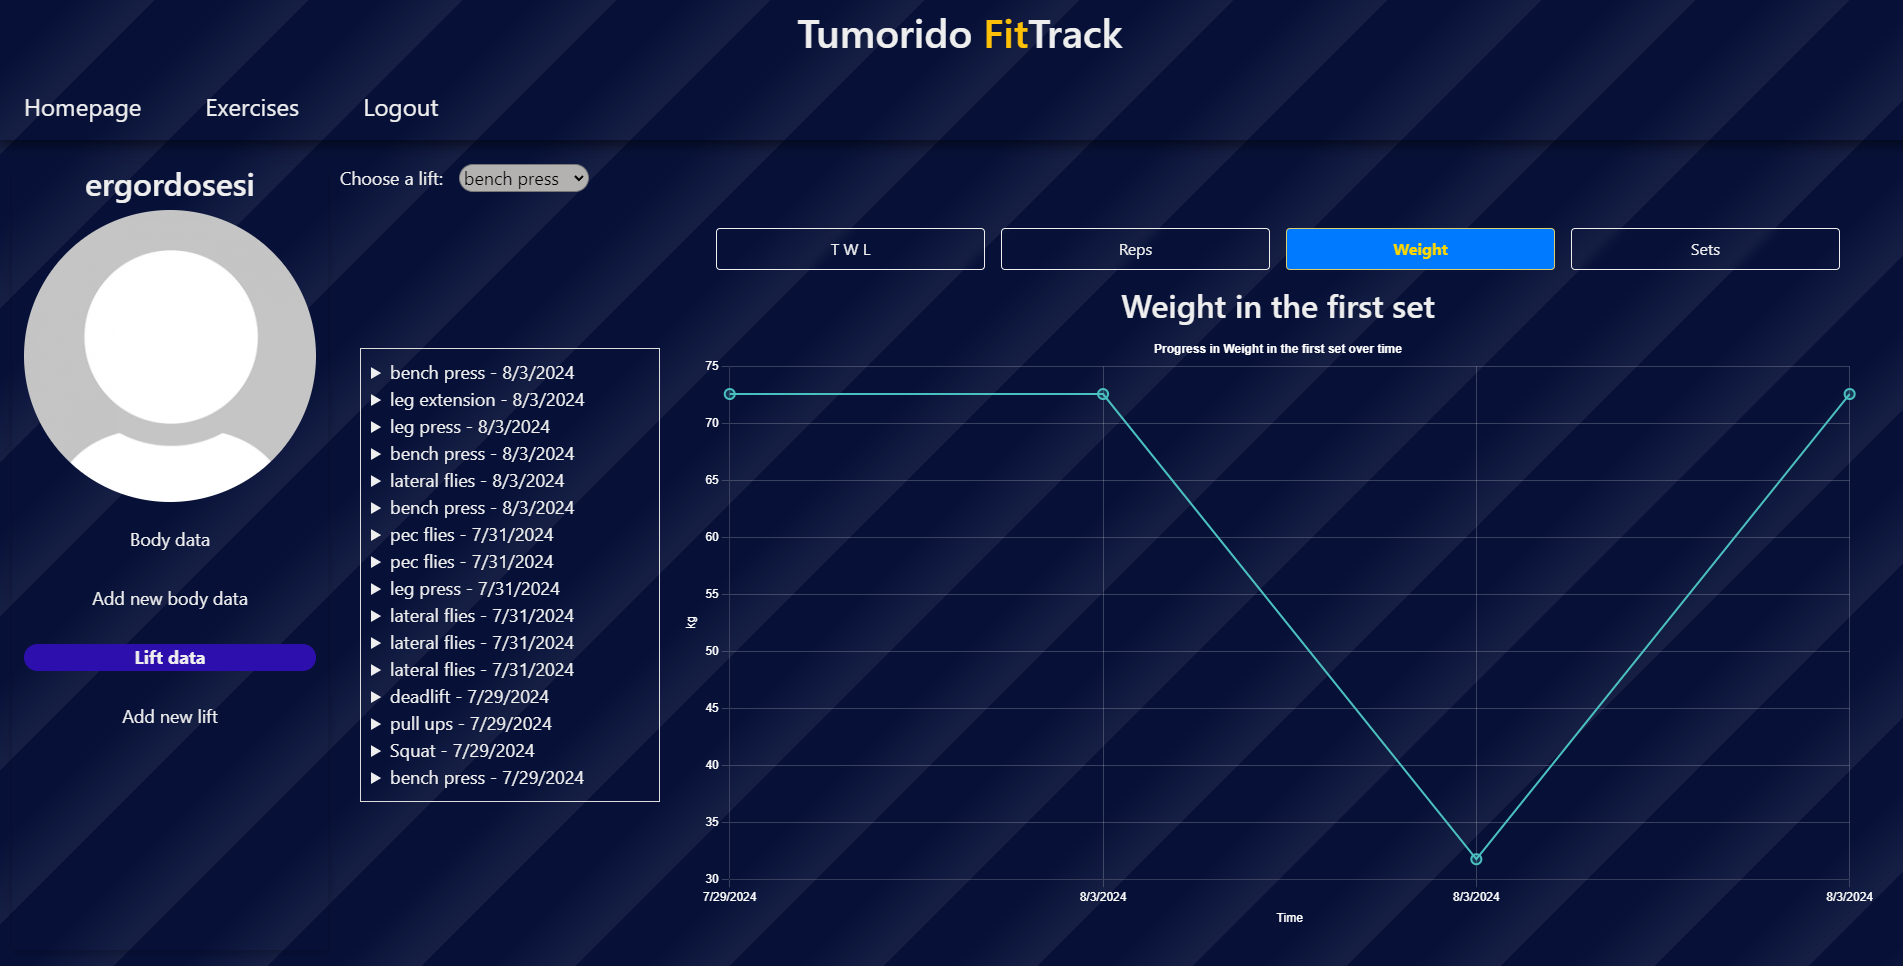 Tumorido FitTrack
Homepage Exercises Logout
ergordosesi
Body data
Add new body data
Lift data
Add new lift
Choose a lift: bench press
bench press - 8/3/2024
leg extension - 8/3/2024
leg press - 8/3/2024
bench press - 8/3/2024
lateral flies - 8/3/2024
bench press - 8/3/2024
pec flies - 7/31/2024
pec flies - 7/31/2024
leg press - 7/31/2024
lateral flies - 7/31/2024
lateral flies - 7/31/2024
lateral flies - 7/31/2024
deadlift - 7/29/2024
pull ups - 7/29/2024
Squat - 7/29/2024
bench press - 7/29/2024
T W L Reps Weight Sets
Weight in the first set
Progress in Weight in the first set over time
75
70
65
60
55
50
45
40
35
30
kg
7/29/2024 8/3/2024 8/3/2024 8/3/2024
Time